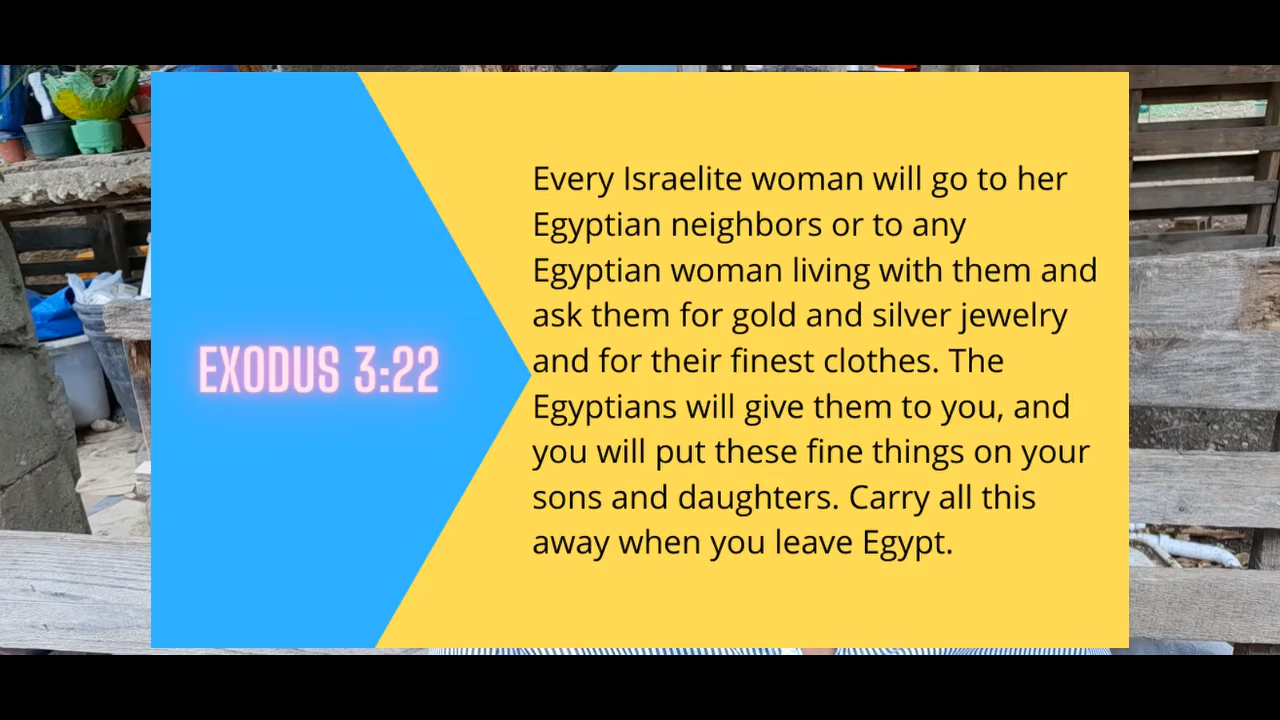 EXODUS 3:22
Every Israelite woman will go to her
Egyptian neighbors or to any
Egyptian woman living with them and
ask them for gold and silver jewelry
and for their finest clothes. The
Egyptians will give them to you, and
you will put these fine things on your
sons and daughters. Carry all this
away when you leave Egypt.